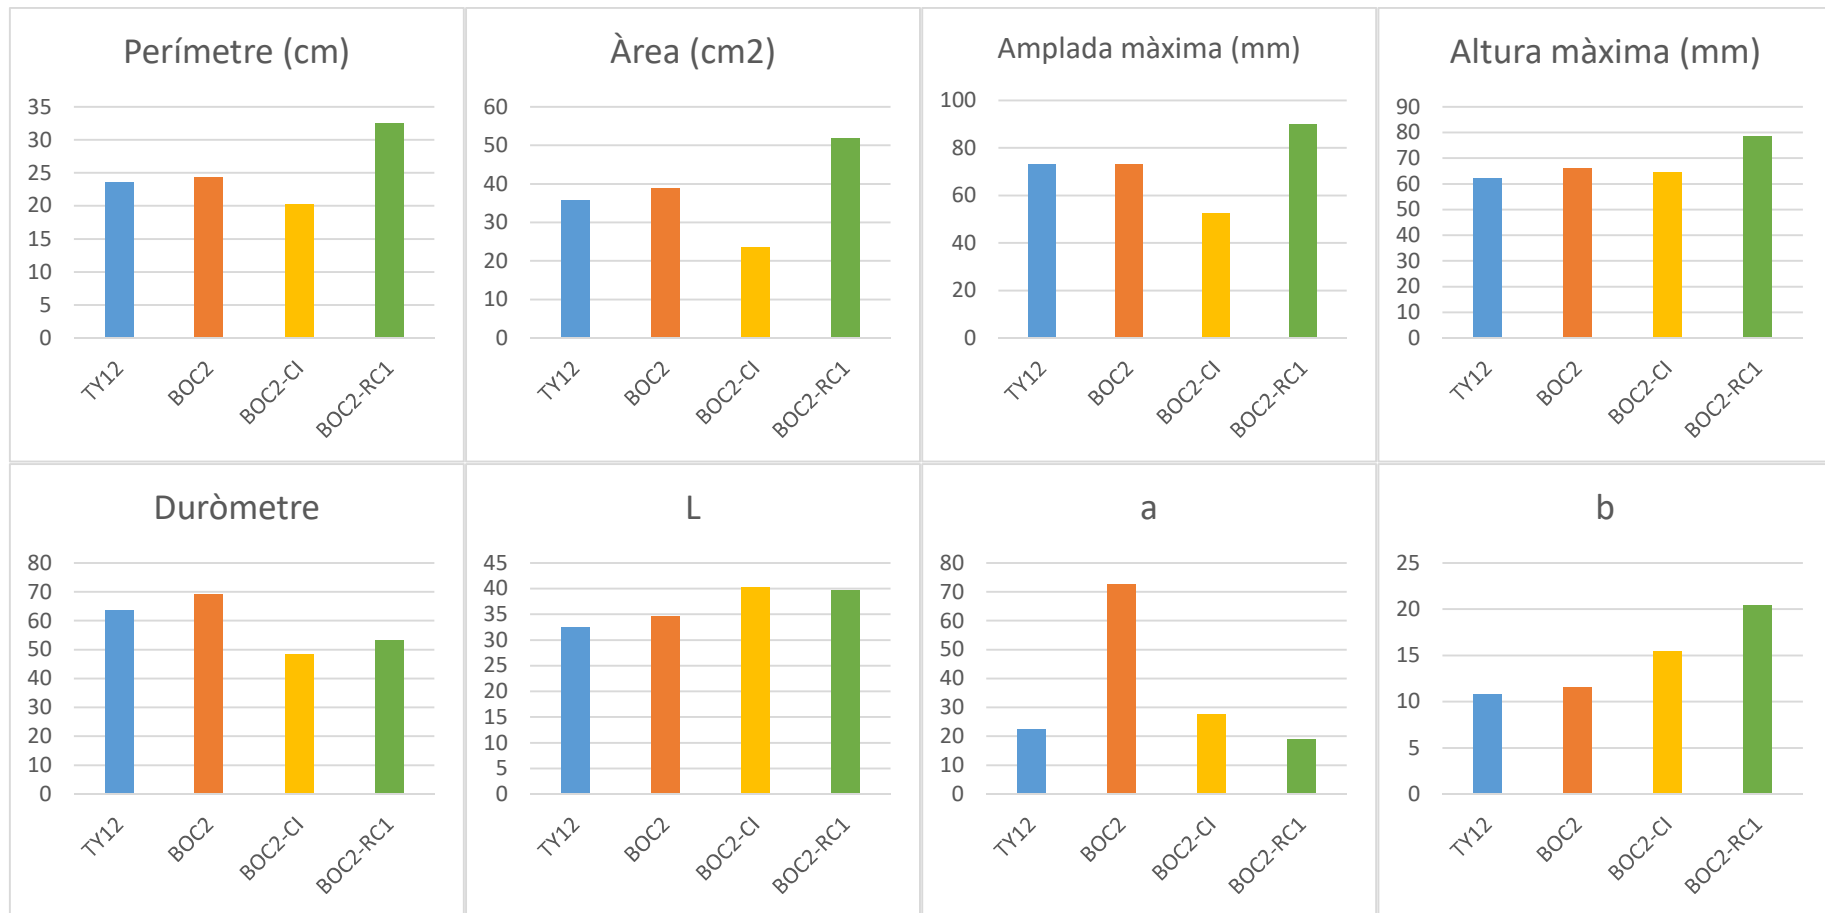 Perímetre (cm)
35
30
25
20
15
10
5
0
TY12
BOC2
BOC2-CI
BOC2-RC1
Àrea (cm2)
60
50
40
30
20
10
0
TY12
BOC2
BOC2-CI
BOC2-RC1
Amplada màxima (mm)
100
80
60
40
20
0
TY12
BOC2
BOC2-CI
BOC2-RC1
Altura màxima (mm)
90
80
70
60
50
40
30
20
10
0
TY12
BOC2
BOC2-CI
BOC2-RC1
Duròmetre
80
70
60
50
40
30
20
10
0
TY12
BOC2
BOC2-CI
BOC2-RC1
L
45
40
35
30
25
20
15
10
5
0
TY12
BOC2
BOC2-CI
BOC2-RC1
a
80
70
60
50
40
30
20
10
0
TY12
BOC2
BOC2-CI
BOC2-RC1
b
25
20
15
10
5
0
TY12
BOC2
BOC2-CI
BOC2-RC1